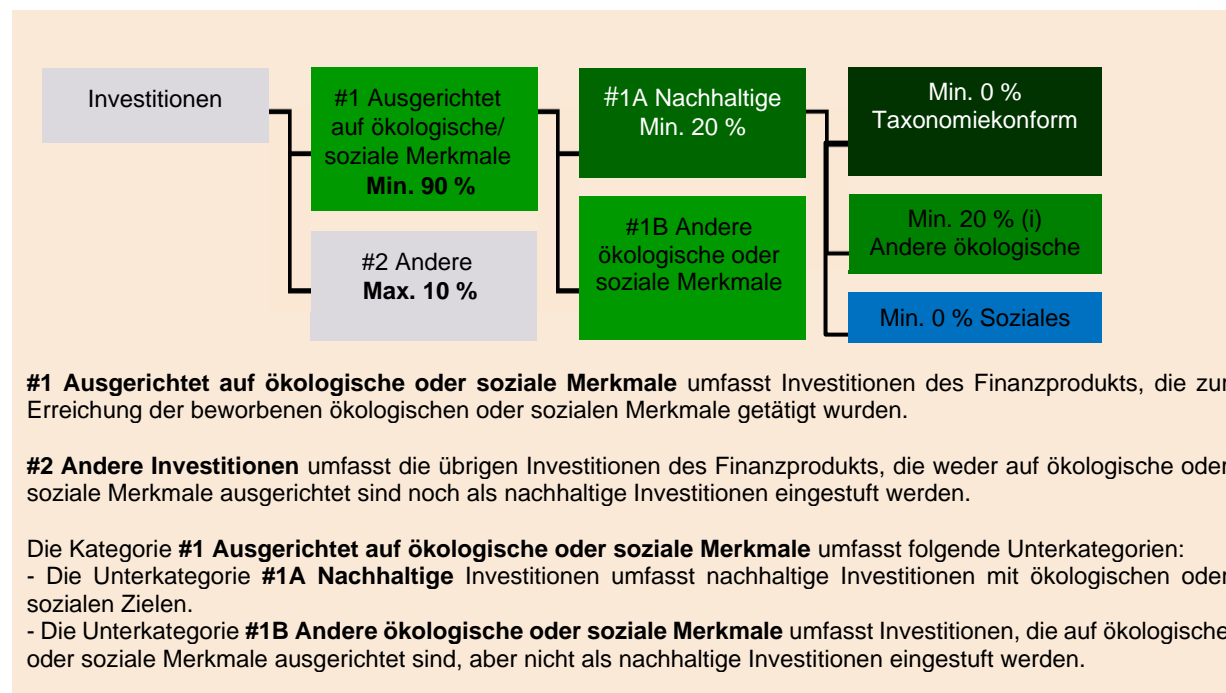 Investitionen
#1 Ausgerichtet
auf ökologische/
soziale Merkmale
Min. 90 %
#2 Andere
Max. 10 %
#1A Nachhaltige
Min. 20 %
#1B Andere
ökologische oder
soziale Merkmale
Min. 0 %
Taxonomiekonform
Min. 20 % (i)
Andere ökologische
Min. 0 % Soziales
#1 Ausgerichtet auf ökologische oder soziale Merkmale umfasst Investitionen des Finanzprodukts, die zur
Erreichung der beworbenen ökologischen oder sozialen Merkmale getätigt wurden.
#2 Andere Investitionen umfasst die übrigen Investitionen des Finanzprodukts, die weder auf ökologische oder
soziale Merkmale ausgerichtet sind noch als nachhaltige Investitionen eingestuft werden.
Die Kategorie #1 Ausgerichtet auf ökologische oder soziale Merkmale umfasst folgende Unterkategorien:
- Die Unterkategorie #1A Nachhaltige Investitionen umfasst nachhaltige Investitionen mit ökologischen oder
sozialen Zielen.
- Die Unterkategorie #1B Andere ökologische oder soziale Merkmale umfasst Investitionen, die auf ökologische
oder soziale Merkmale ausgerichtet sind, aber nicht als nachhaltige Investitionen eingestuft werden.